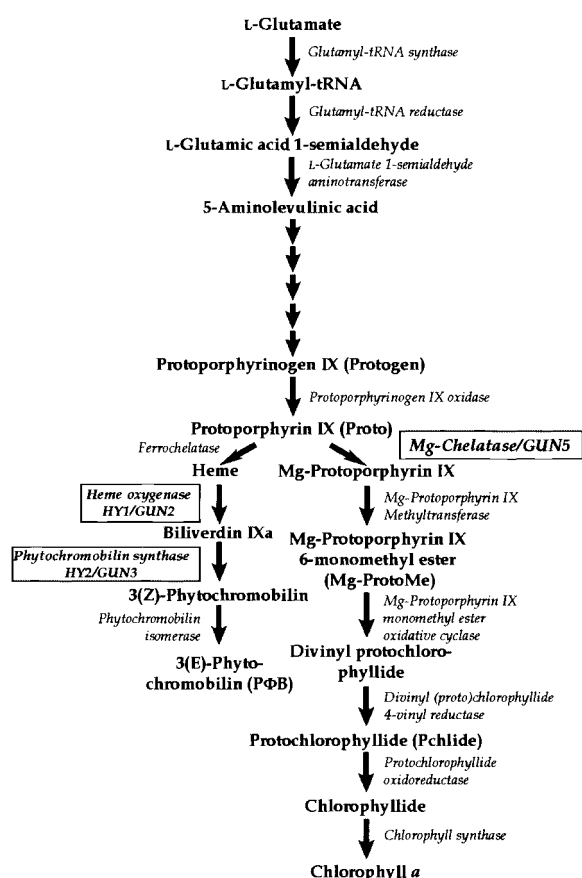 L-Glutamate
Glutamyl-tRNA synthase
L-Glutamyl-tRNA
Glutamyl-tRNA reductase
L-Glutamic acid 1-semialdehyde
L-Glutamate 1-semialdehyde
aminotransferase
5-Aminolevulinic acid
Protoporphyrinogen IX (Protogen)
Protoporphyrinogen IX oxidase
Protoporphyrin IX (Proto)
Mg-Chelatase/GUN5
Ferrochelatase
Heme
Mg-Protoporphyrin IX
Heme oxygenase
HY1/GUN2
Mg-Protoporphyrin IX
Methyltransferase
Biliverdin IXa
Mg-Protoporphyrin IX
6-monomethyl ester
(Mg-ProtoMe)
Phytochromobilin synthase
HY2/GUN3
3(Z)-Phytochromobilin
Mg-Protoporphyrin IX
monomethyl ester
oxidative cyclase
Phytochromobilin
isomerase
Divinyl protochloro-
phyllide
3(E)-Phyto-
chromobilin (PΦB)
Divinyl (proto)chlorophyllide
4-vinyl reductase
Protochlorophyllide (Pchlide)
Protochlorophyllide
oxidoreductase
Chlorophyllide
Chlorophyll synthase
Chlorophyll a